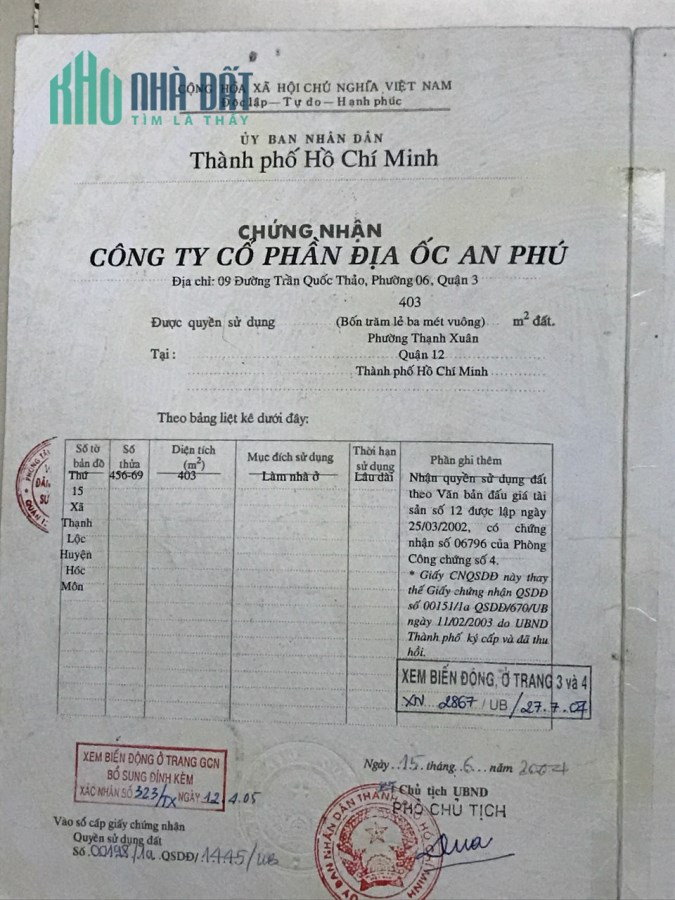 KHO NHÀ ĐẤT
TÌM LÀ THẤY
CỘNG HÒA XÃ HỘI CHỦ NGHĨA VIỆT NAM
Độc lập - Tự do - Hạnh phúc
ỦY BAN NHÂN DÂN
Thành phố Hồ Chí Minh
CHỨNG NHẬN
CÔNG TY CỔ PHẦN ĐỊA ỐC AN PHÚ
Địa chỉ: 09 Đường Trần Quốc Thảo, Phường 06, Quận 3
403
Được quyền sử dụng (Bốn trăm lẻ ba mét vuông) m² đất.
Phường Thạnh Xuân
Tại : Quận 12
Thành phố Hồ Chí Minh
Theo bảng liệt kê dưới đây:
Số tờ bản đồ
Số thửa
Diện tích (m²)
Mục đích sử dụng
Thời hạn sử dụng
Phần ghi thêm
Thứ
15
Xã
Thạnh
Lộc
Huyện
Hóc
Môn
456-69
403
Làm nhà ở
Lâu dài
Nhận quyền sử dụng đất
theo Văn bản đấu giá tài
sản số 12 được lập ngày
25/03/2002, có chứng
nhận số 06796 của Phòng
Công chứng số 4.
* Giấy CNQSDĐ này thay
thế Giấy chứng nhận QSDĐ
số 00151/1a QSDĐ/670/UB
ngày 11/02/2003 do UBND
Thành phố ký cấp và đã thu
hồi.
XEM BIẾN ĐỘNG, Ở TRANG 3 và 4
XN 2867/UB/27.7.04
XEM BIẾN ĐỘNG Ở TRANG GCN
BỔ SUNG ĐÍNH KÈM
XÁC NHẬN SỐ 323/TX NGÀY 12.4.05
Ngày 15 tháng 6 năm 2004
KT Chủ tịch UBND
PHÓ CHỦ TỊCH
Vào sổ cấp giấy chứng nhận
Quyền sử dụng đất
Số 00198/1a QSDĐ/1445/UB